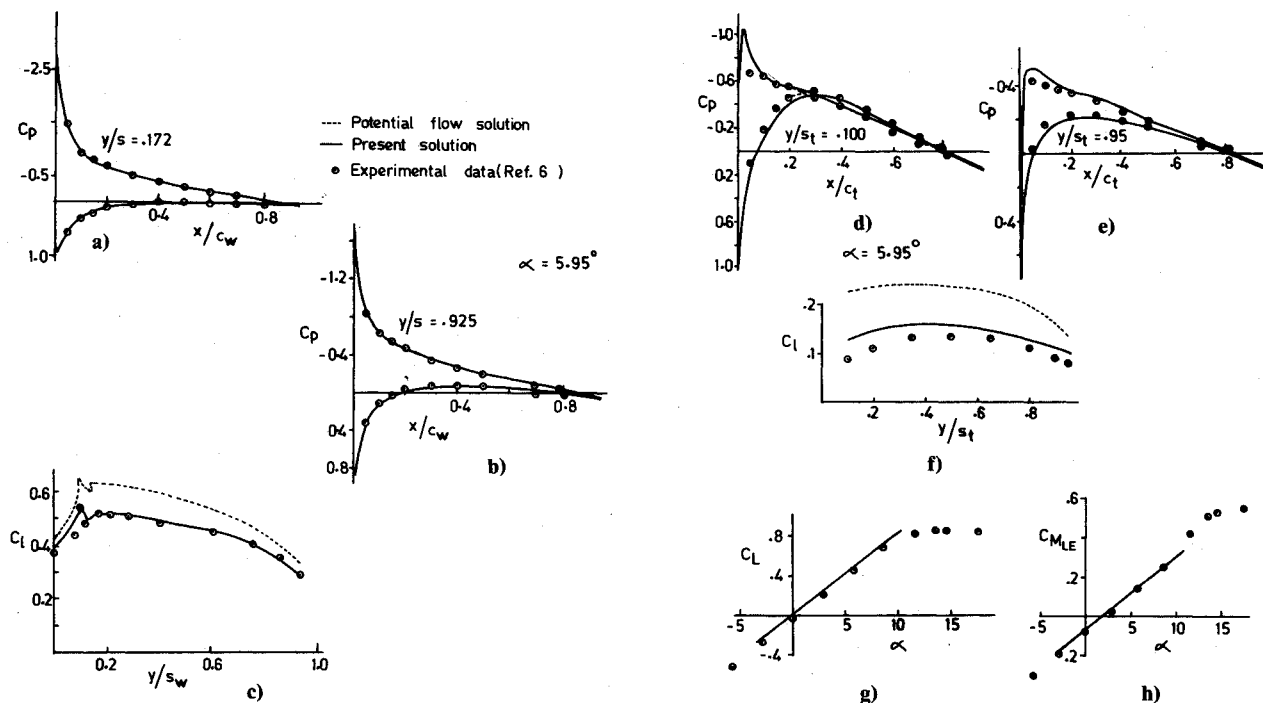 -2.5
Cp
y/s = .172
-0.5
0.4
0.8
x/cw
a)
1.0
Potential flow solution
Present solution
Experimental data(Ref. 6 )
α = 5.95°
-1.2
Cp
y/s = .925
-0.4
0.4
x/cw
0.8
0.4
b)
0.8
0.6
Cl
0.4
0.2
0.2
0.6
1.0
y/sw
c)
-1.0
-0.6
Cp
-0.2
y/st = .100
.2
.4
.6
.8
0.2
x/ct
0.6
d)
1.0
-0.4
Cp
y/st = .95
.2
.4
.6
.8
x/ct
0.4
e)
α = 5.95°
.2
Cl
.1
.2
.4
.6
.8
1.0
y/st
f)
.8
CL
.4
-5
5
10
15
α
-.4
g)
.6
CMLE
.2
-5
5
10
15
.2
α
h)